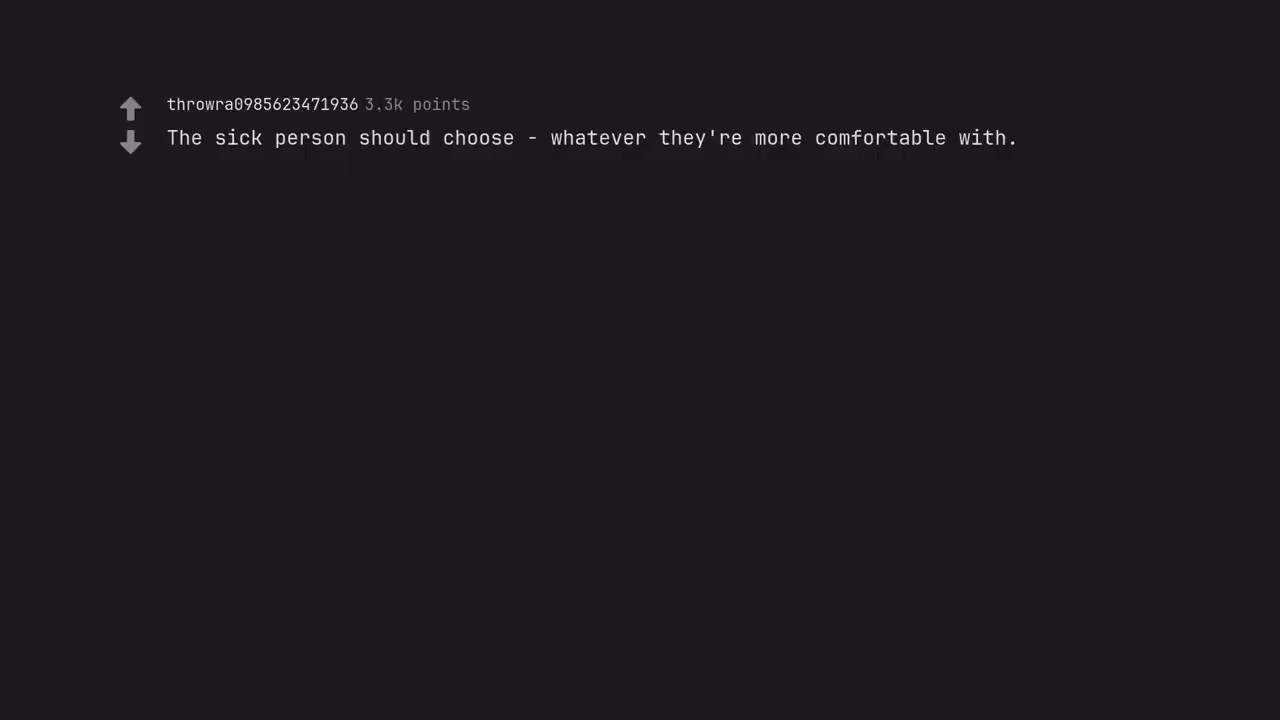 throwra0985623471936 3.3k points
The sick person should choose - whatever they're more comfortable with.